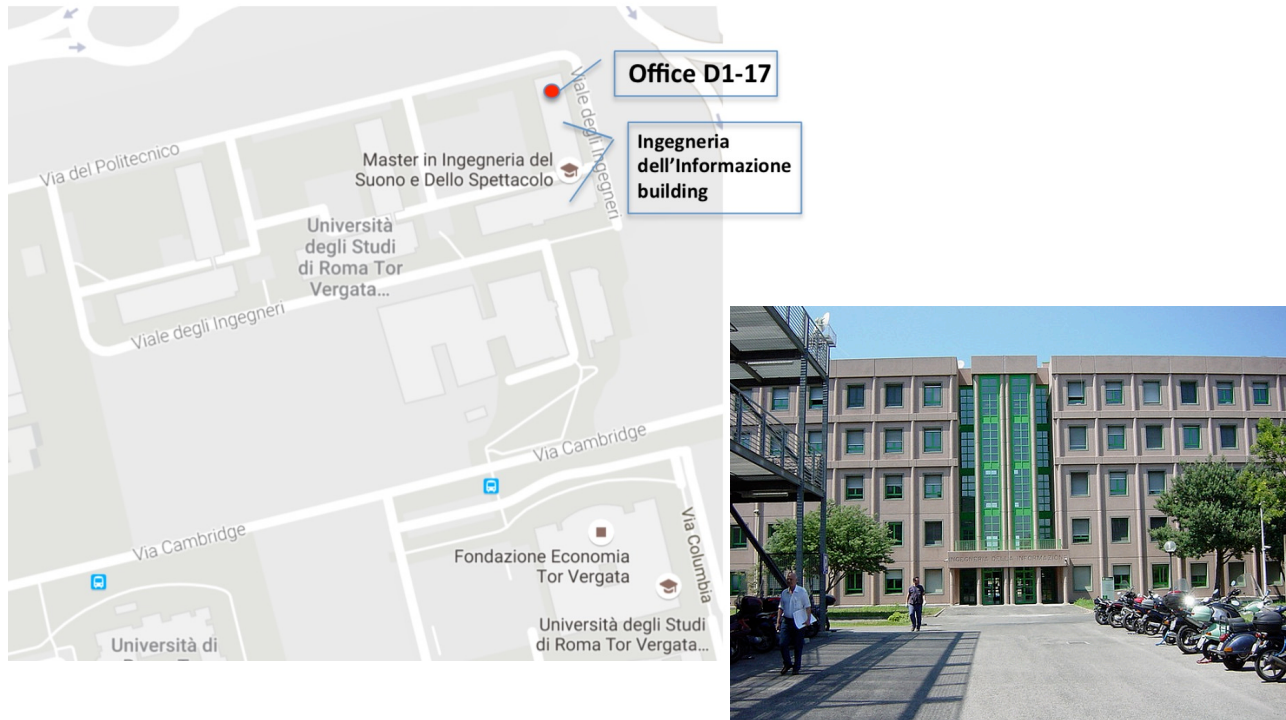 Office D1-17
Viale degli Ingegneri
Ingegneria
dell'Informazione
building
Via del Politecnico
Master in Ingegneria del
Suono e Dello Spettacolo
Università
degli Studi
di Roma Tor
Vergata...
Viale degli Ingegneri
Via Cambridge
Via Cambridge
Via Columbia
Fondazione Economia
Tor Vergata
Università degli Studi
di Roma Tor Vergata...
Università di